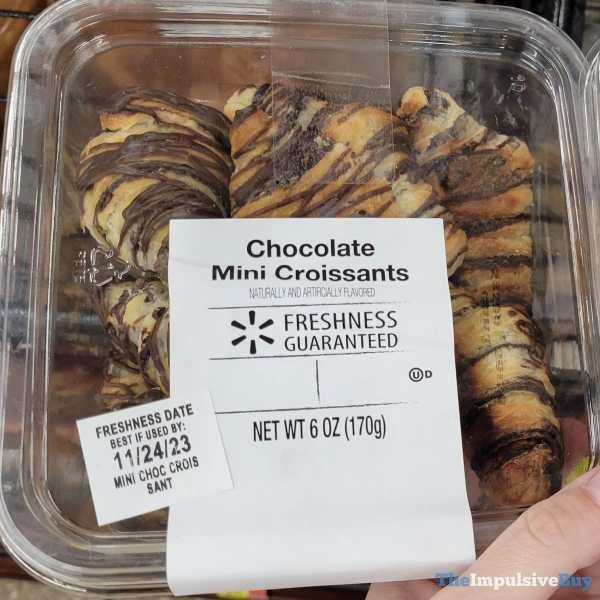 Chocolate
Mini Croissants
NATURALLY AND ARTIFICIALLY FLAVORED
FRESHNESS
GUARANTEED
UD
NET WT 6 OZ (170g)
FRESHNESS DATE
BEST IF USED BY:
11/24/23
MINI CHOC CROIS
SANT
TheImpulsiveBuy